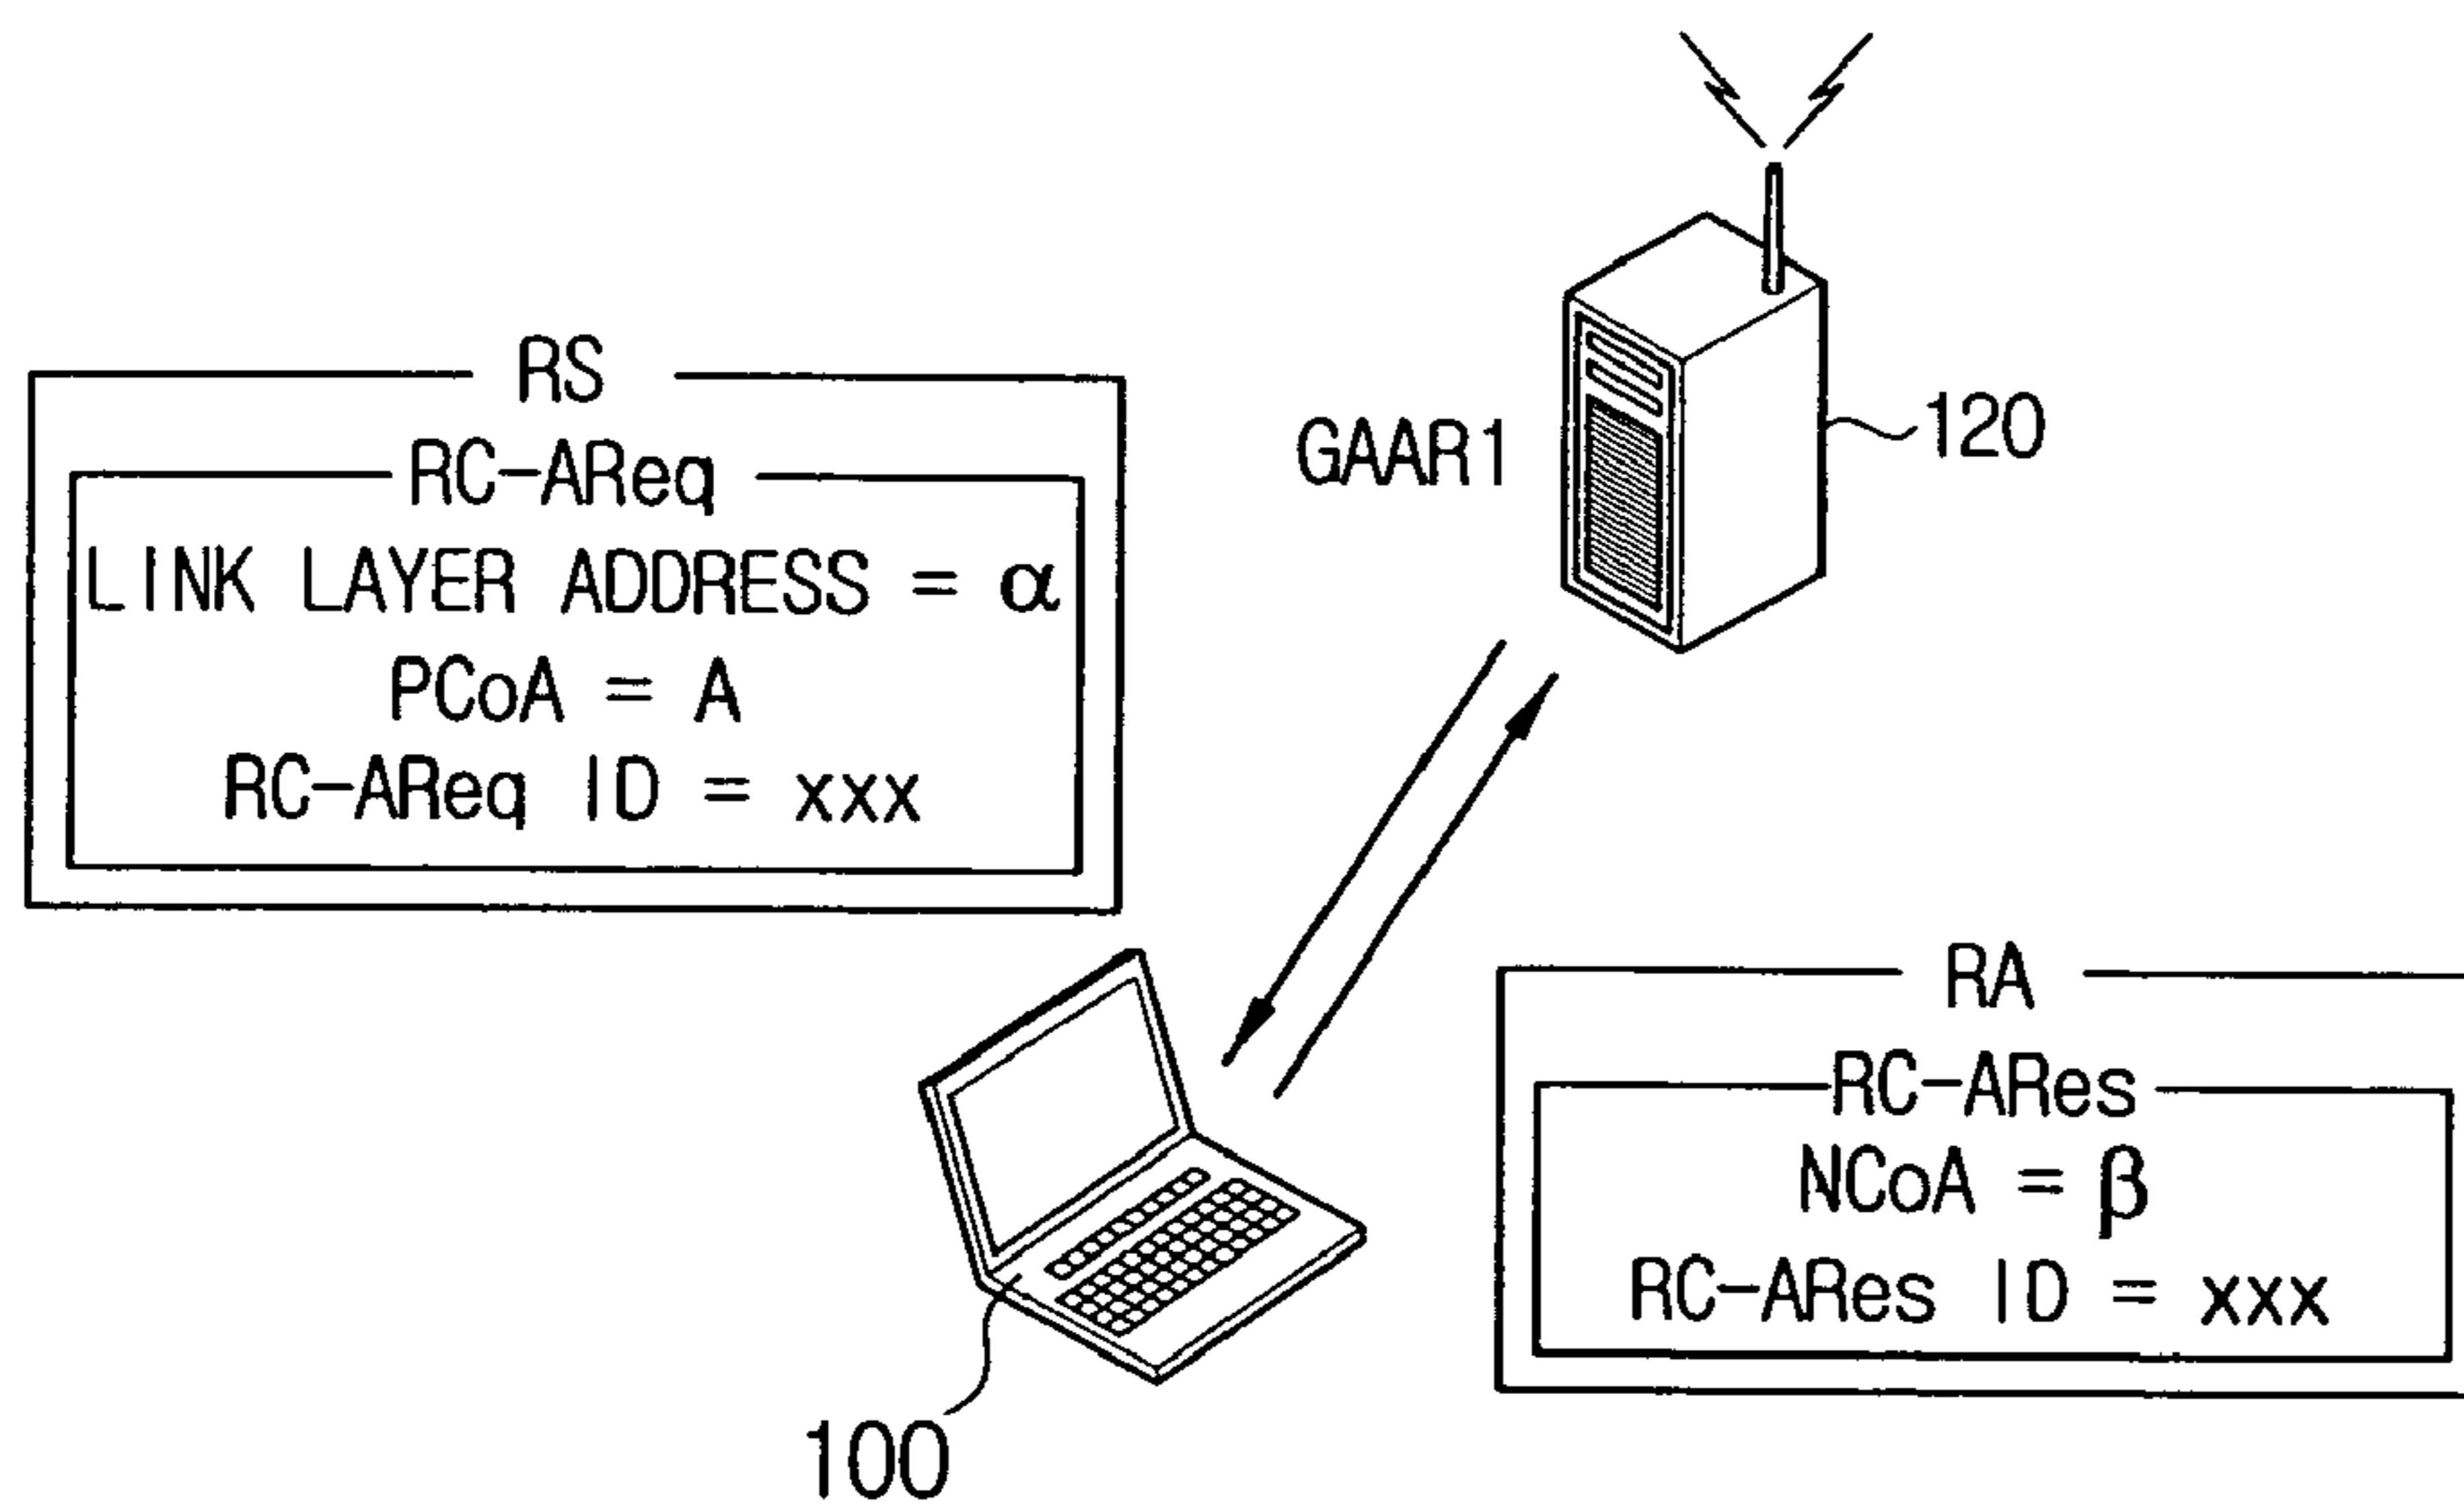 RS
RC-AReq
LINK LAYER ADDRESS = α
PCoA = A
RC-AReq ID = xxx
GAAR1
120
RA
RC-ARes
NCoA = β
RC-ARes ID = xxx
100